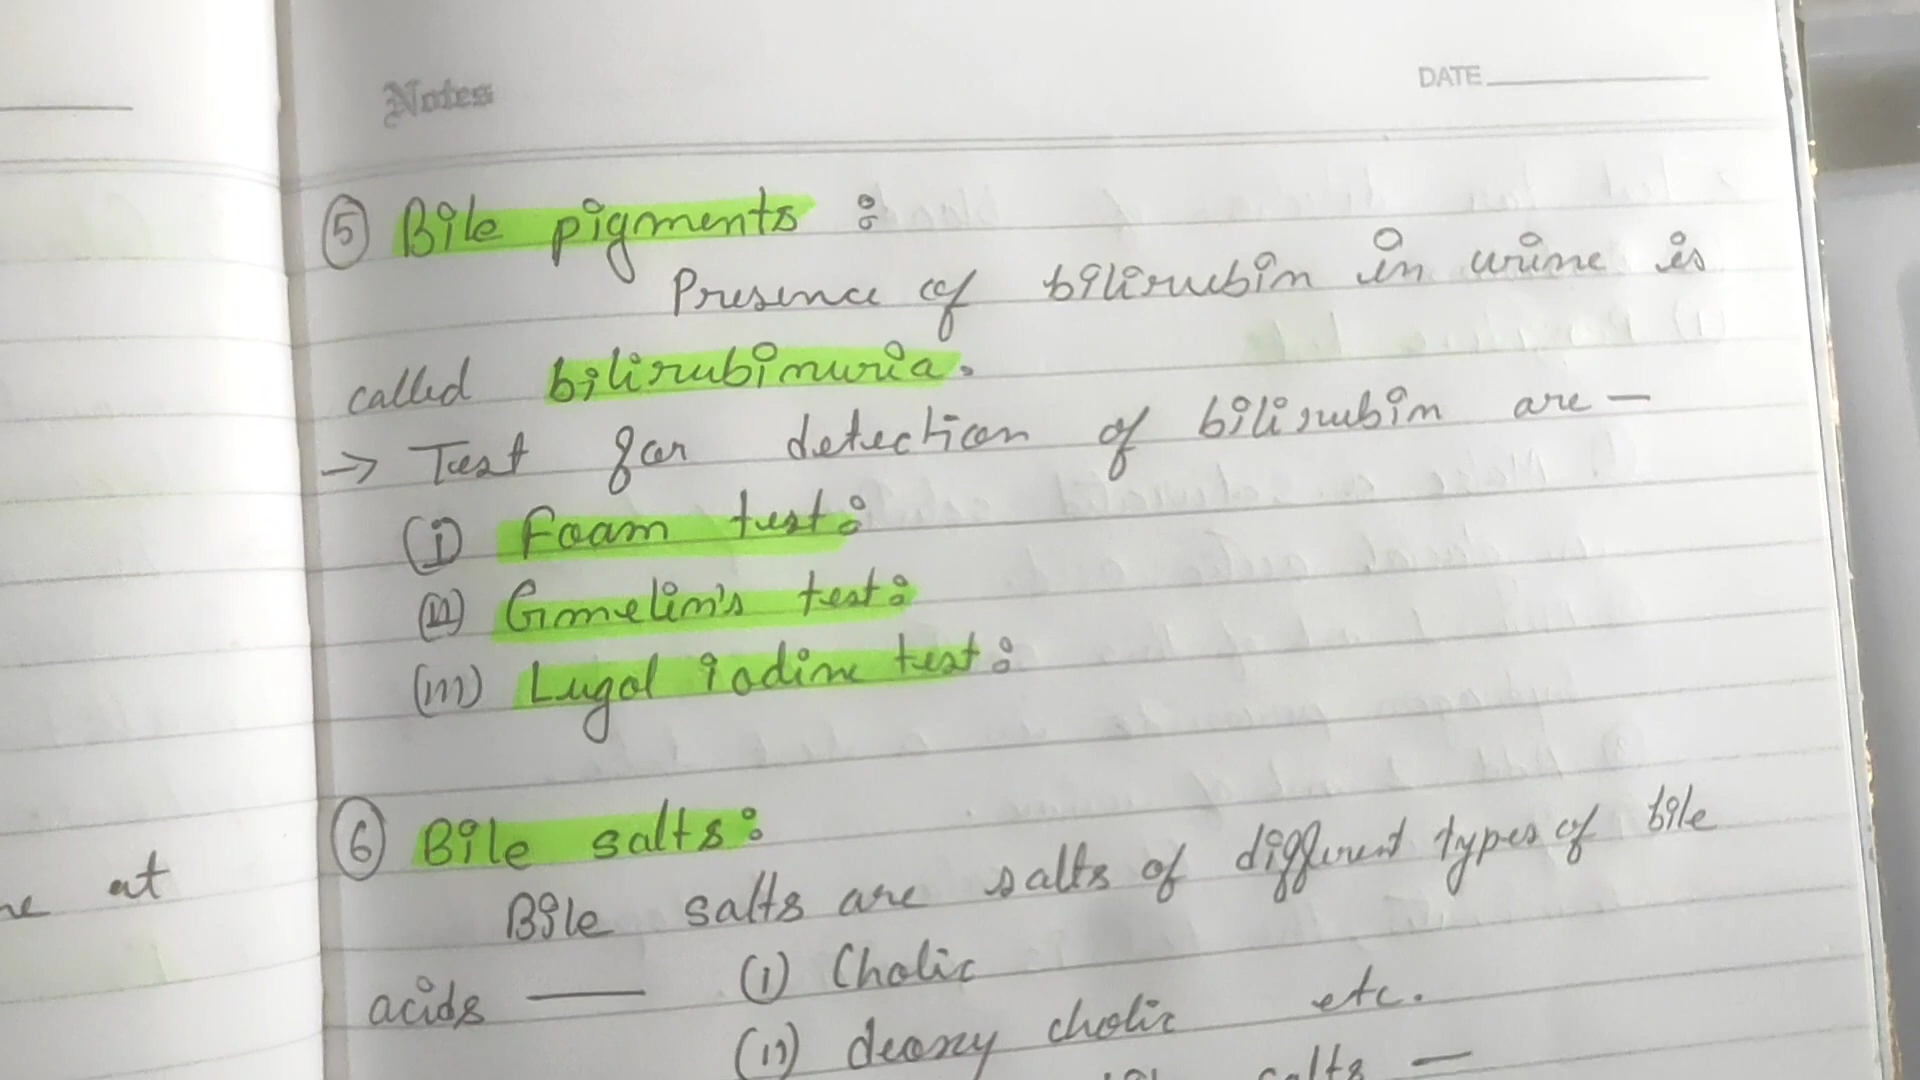 Notes
DATE
⑤ Bile pigments :
Presence of bilirubin in urine is
called bilirubinuria.
→ Test for detection of bilirubin are —
(i) Foam test:
(ii) Gmelin's test:
(iii) Lugol iodine test:
⑥ Bile salts:
Bile salts are salts of different types of bile
acids — (i) Cholic
(ii) deoxy cholic etc.
salts —
at